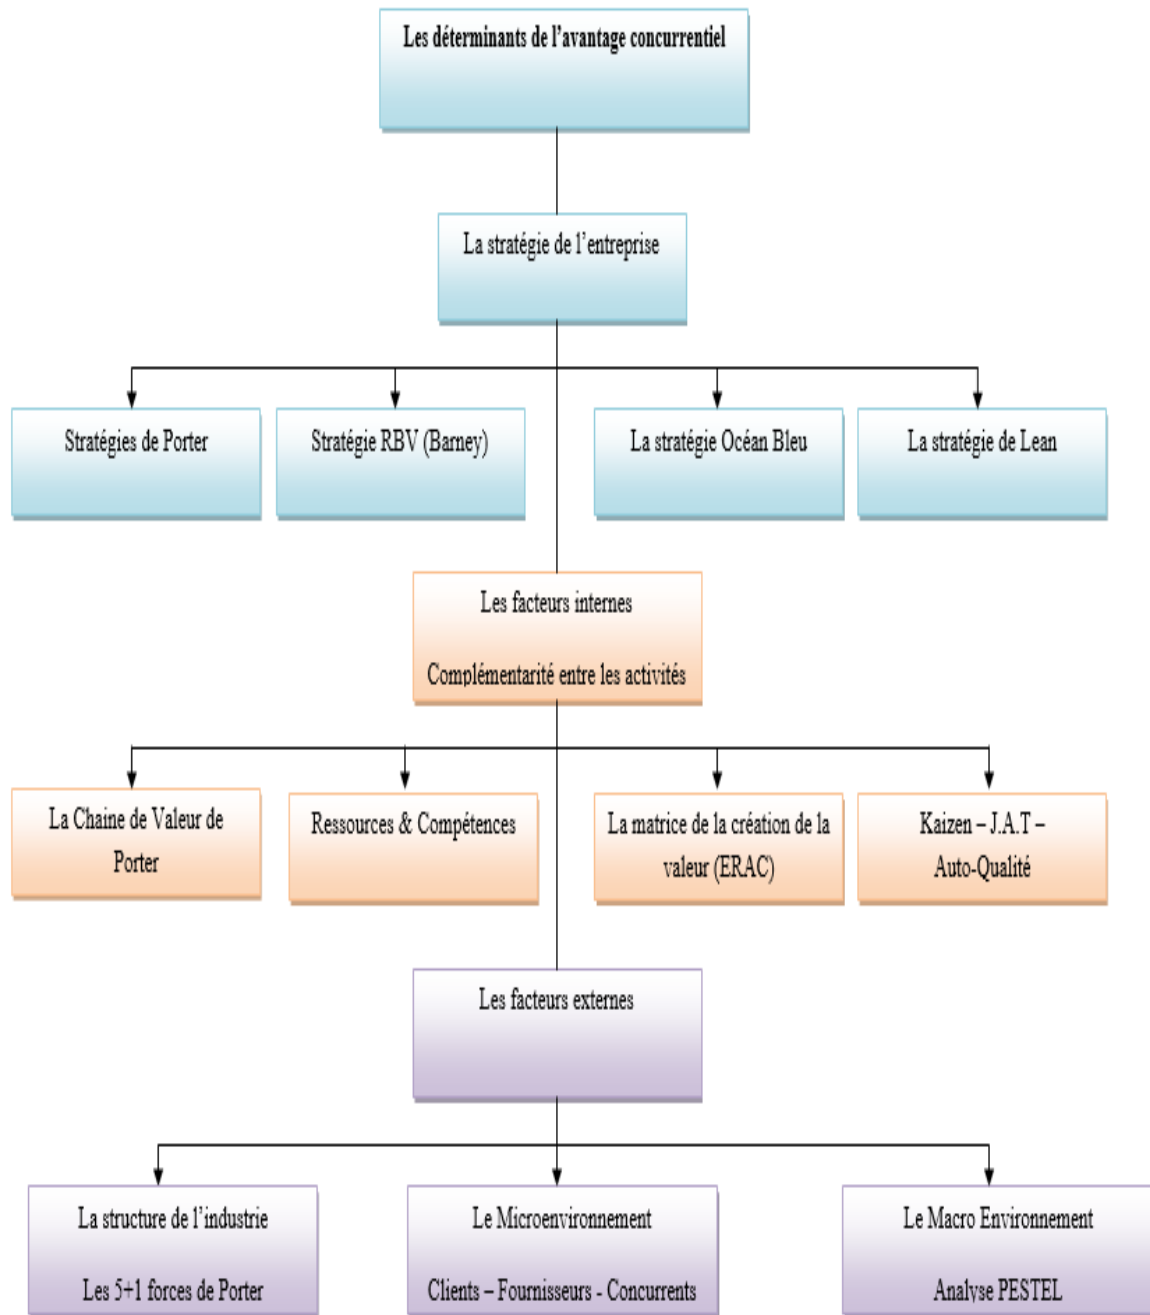 Les déterminants de l’avantage concurrentiel
La stratégie de l’entreprise
Stratégies de Porter
Stratégie RBV (Barney)
La stratégie Océan Bleu
La stratégie de Lean
Les facteurs internes
Complémentarité entre les activités
La Chaine de Valeur de
Porter
Ressources & Compétences
La matrice de la création de la
valeur (ERAC)
Kaizen – J.A.T –
Auto-Qualité
Les facteurs externes
La structure de l’industrie
Les 5+1 forces de Porter
Le Microenvironnement
Clients – Fournisseurs - Concurrents
Le Macro Environnement
Analyse PESTEL